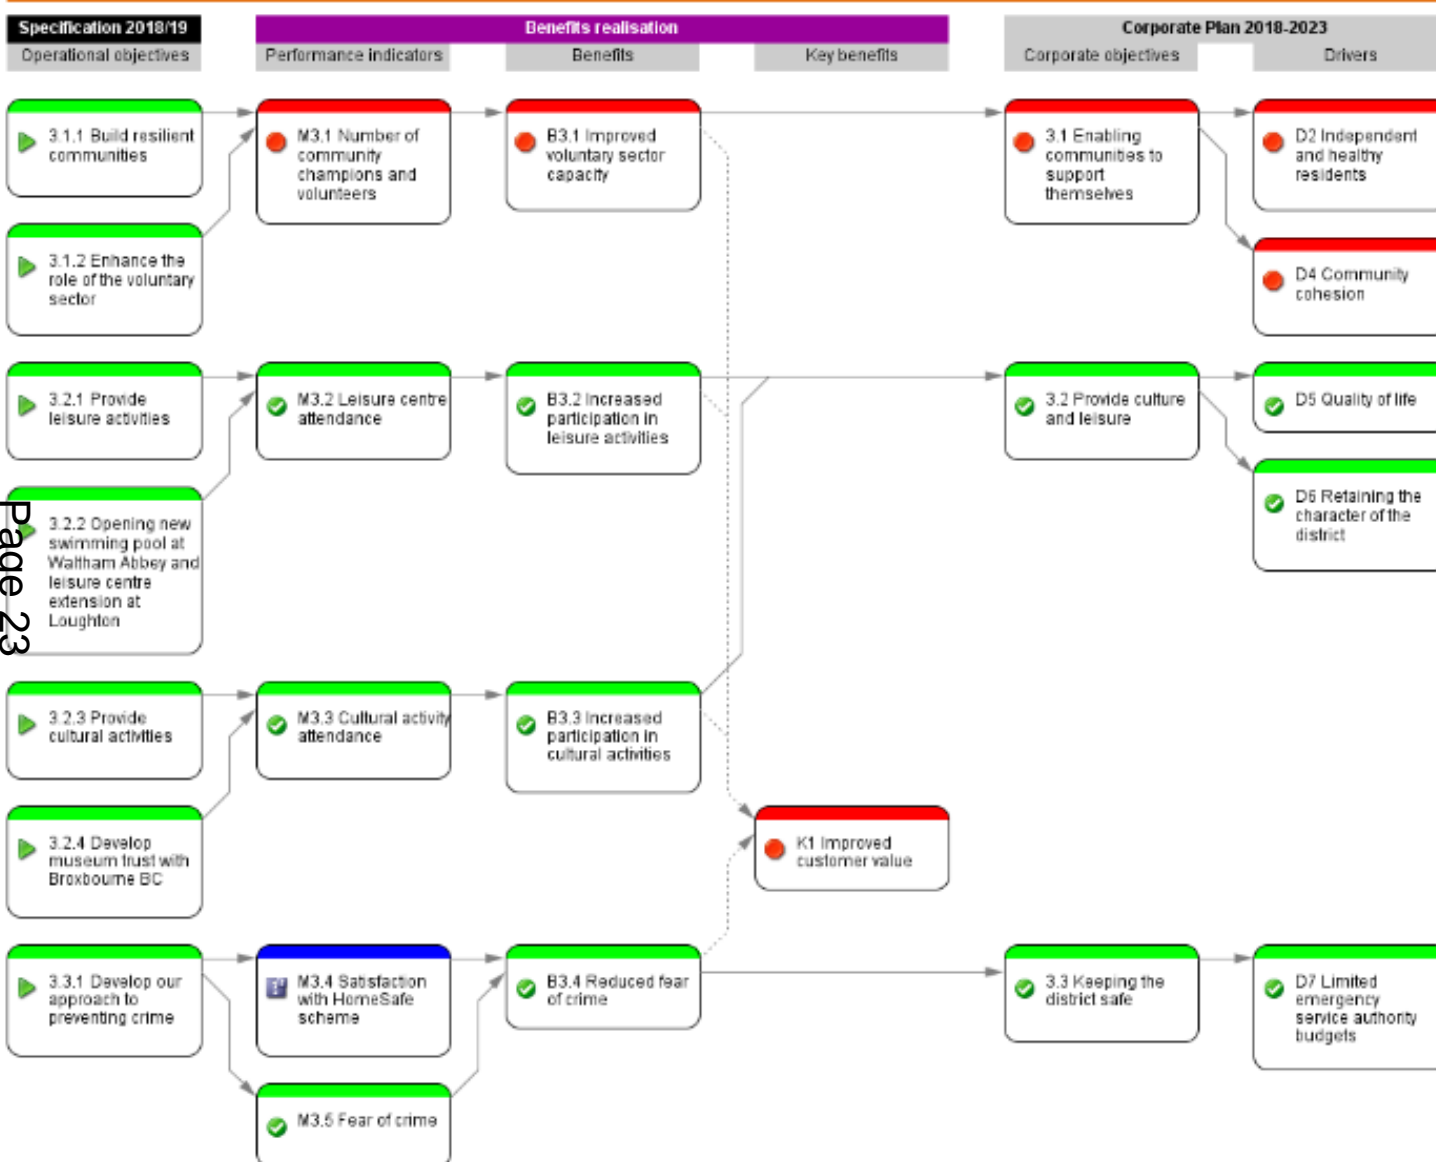 Specification 2018/19
Benefits realisation
Corporate Plan 2018-2023
Operational objectives
Performance indicators
Benefits
Key benefits
Corporate objectives
Drivers
3.1.1 Build resilient
communities
M3.1 Number of
community
champions and
volunteers
B3.1 Improved
voluntary sector
capacity
3.1 Enabling
communities to
support
themselves
D2 Independent
and healthy
residents
3.1.2 Enhance the
role of the voluntary
sector
D4 Community
cohesion
3.2.1 Provide
leisure activities
M3.2 Leisure centre
attendance
B3.2 Increased
participation in
leisure activities
3.2 Provide culture
and leisure
D5 Quality of life
D6 Retaining the
character of the
district
3.2.2 Opening new
swimming pool at
Waltham Abbey and
leisure centre
extension at
Loughton
Page 23
3.2.3 Provide
cultural activities
M3.3 Cultural activity
attendance
B3.3 Increased
participation in
cultural activities
3.2.4 Develop
museum trust with
Broxbourne BC
K1 Improved
customer value
3.3.1 Develop our
approach to
preventing crime
M3.4 Satisfaction
with HomeSafe
scheme
B3.4 Reduced fear
of crime
3.3 Keeping the
district safe
D7 Limited
emergency
service authority
budgets
M3.5 Fear of crime